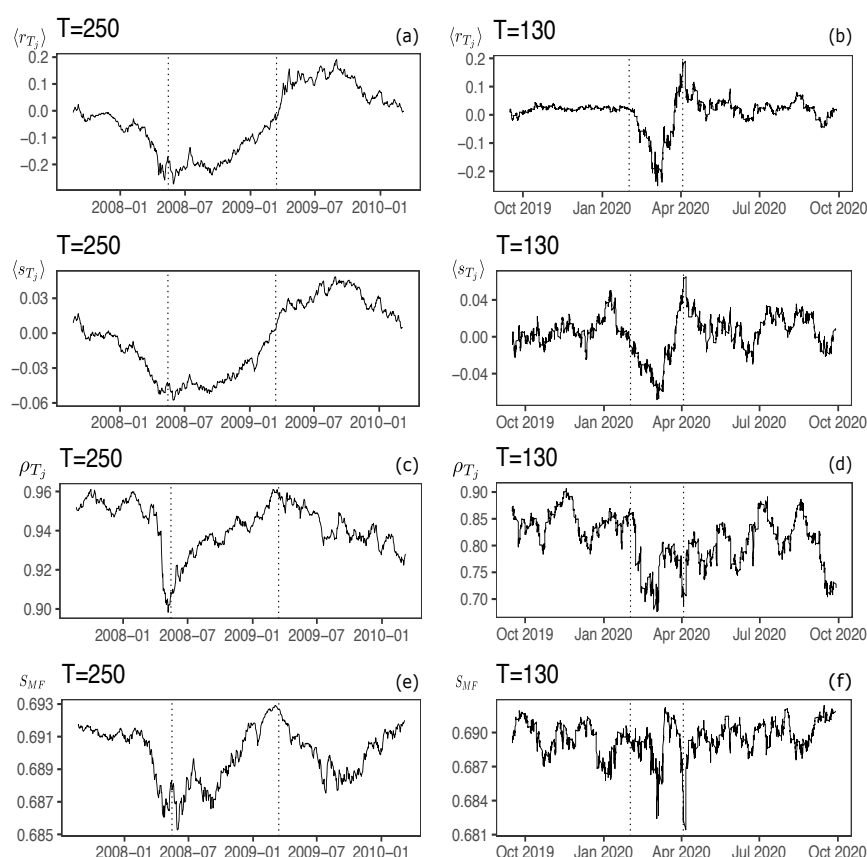 ⟨r_{T_j}⟩ T=250 (a)
0.2
0.1
0.0
−0.1
−0.2
2008−01 2008−07 2009−01 2009−07 2010−01
⟨r_{T_j}⟩ T=130 (b)
0.2
0.1
0.0
−0.1
−0.2
Oct 2019 Jan 2020 Apr 2020 Jul 2020 Oct 2020
⟨s_{T_j}⟩ T=250
0.03
0.00
−0.03
−0.06
2008−01 2008−07 2009−01 2009−07 2010−01
⟨s_{T_j}⟩ T=130
0.04
0.00
−0.04
Oct 2019 Jan 2020 Apr 2020 Jul 2020 Oct 2020
ρ_{T_j} T=250 (c)
0.96
0.94
0.92
0.90
2008−01 2008−07 2009−01 2009−07 2010−01
ρ_{T_j} T=130 (d)
0.90
0.85
0.80
0.75
0.70
Oct 2019 Jan 2020 Apr 2020 Jul 2020 Oct 2020
S_{MF} T=250 (e)
0.693
0.691
0.689
0.687
0.685
2008−01 2008−07 2009−01 2009−07 2010−01
S_{MF} T=130 (f)
0.690
0.687
0.684
0.681
Oct 2019 Jan 2020 Apr 2020 Jul 2020 Oct 2020